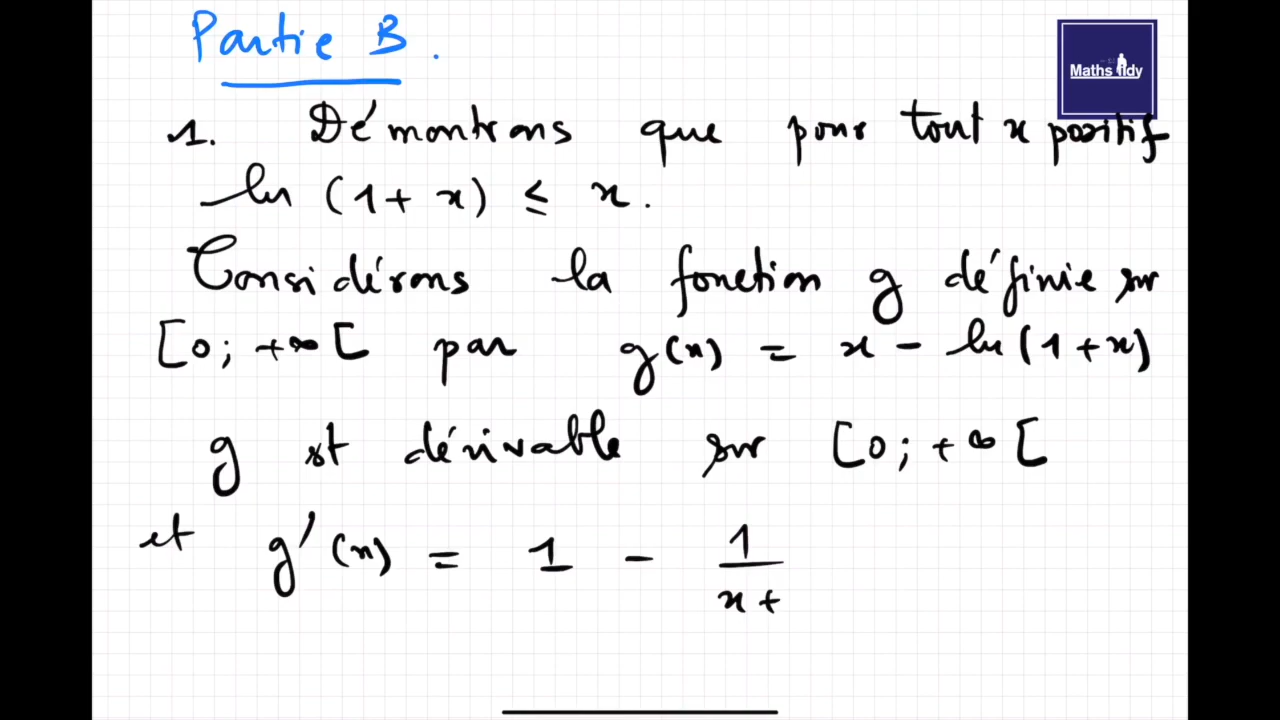 Partie B.
Maths Idy
1. Démontrons que pour tout x positif
ln (1+ x) ≤ x.
Considérons la fonction g définie sur
[0; +∞[ par g(x) = x - ln(1+x)
g est dérivable sur [0; +∞[
et g'(x) = 1 - 1/x+